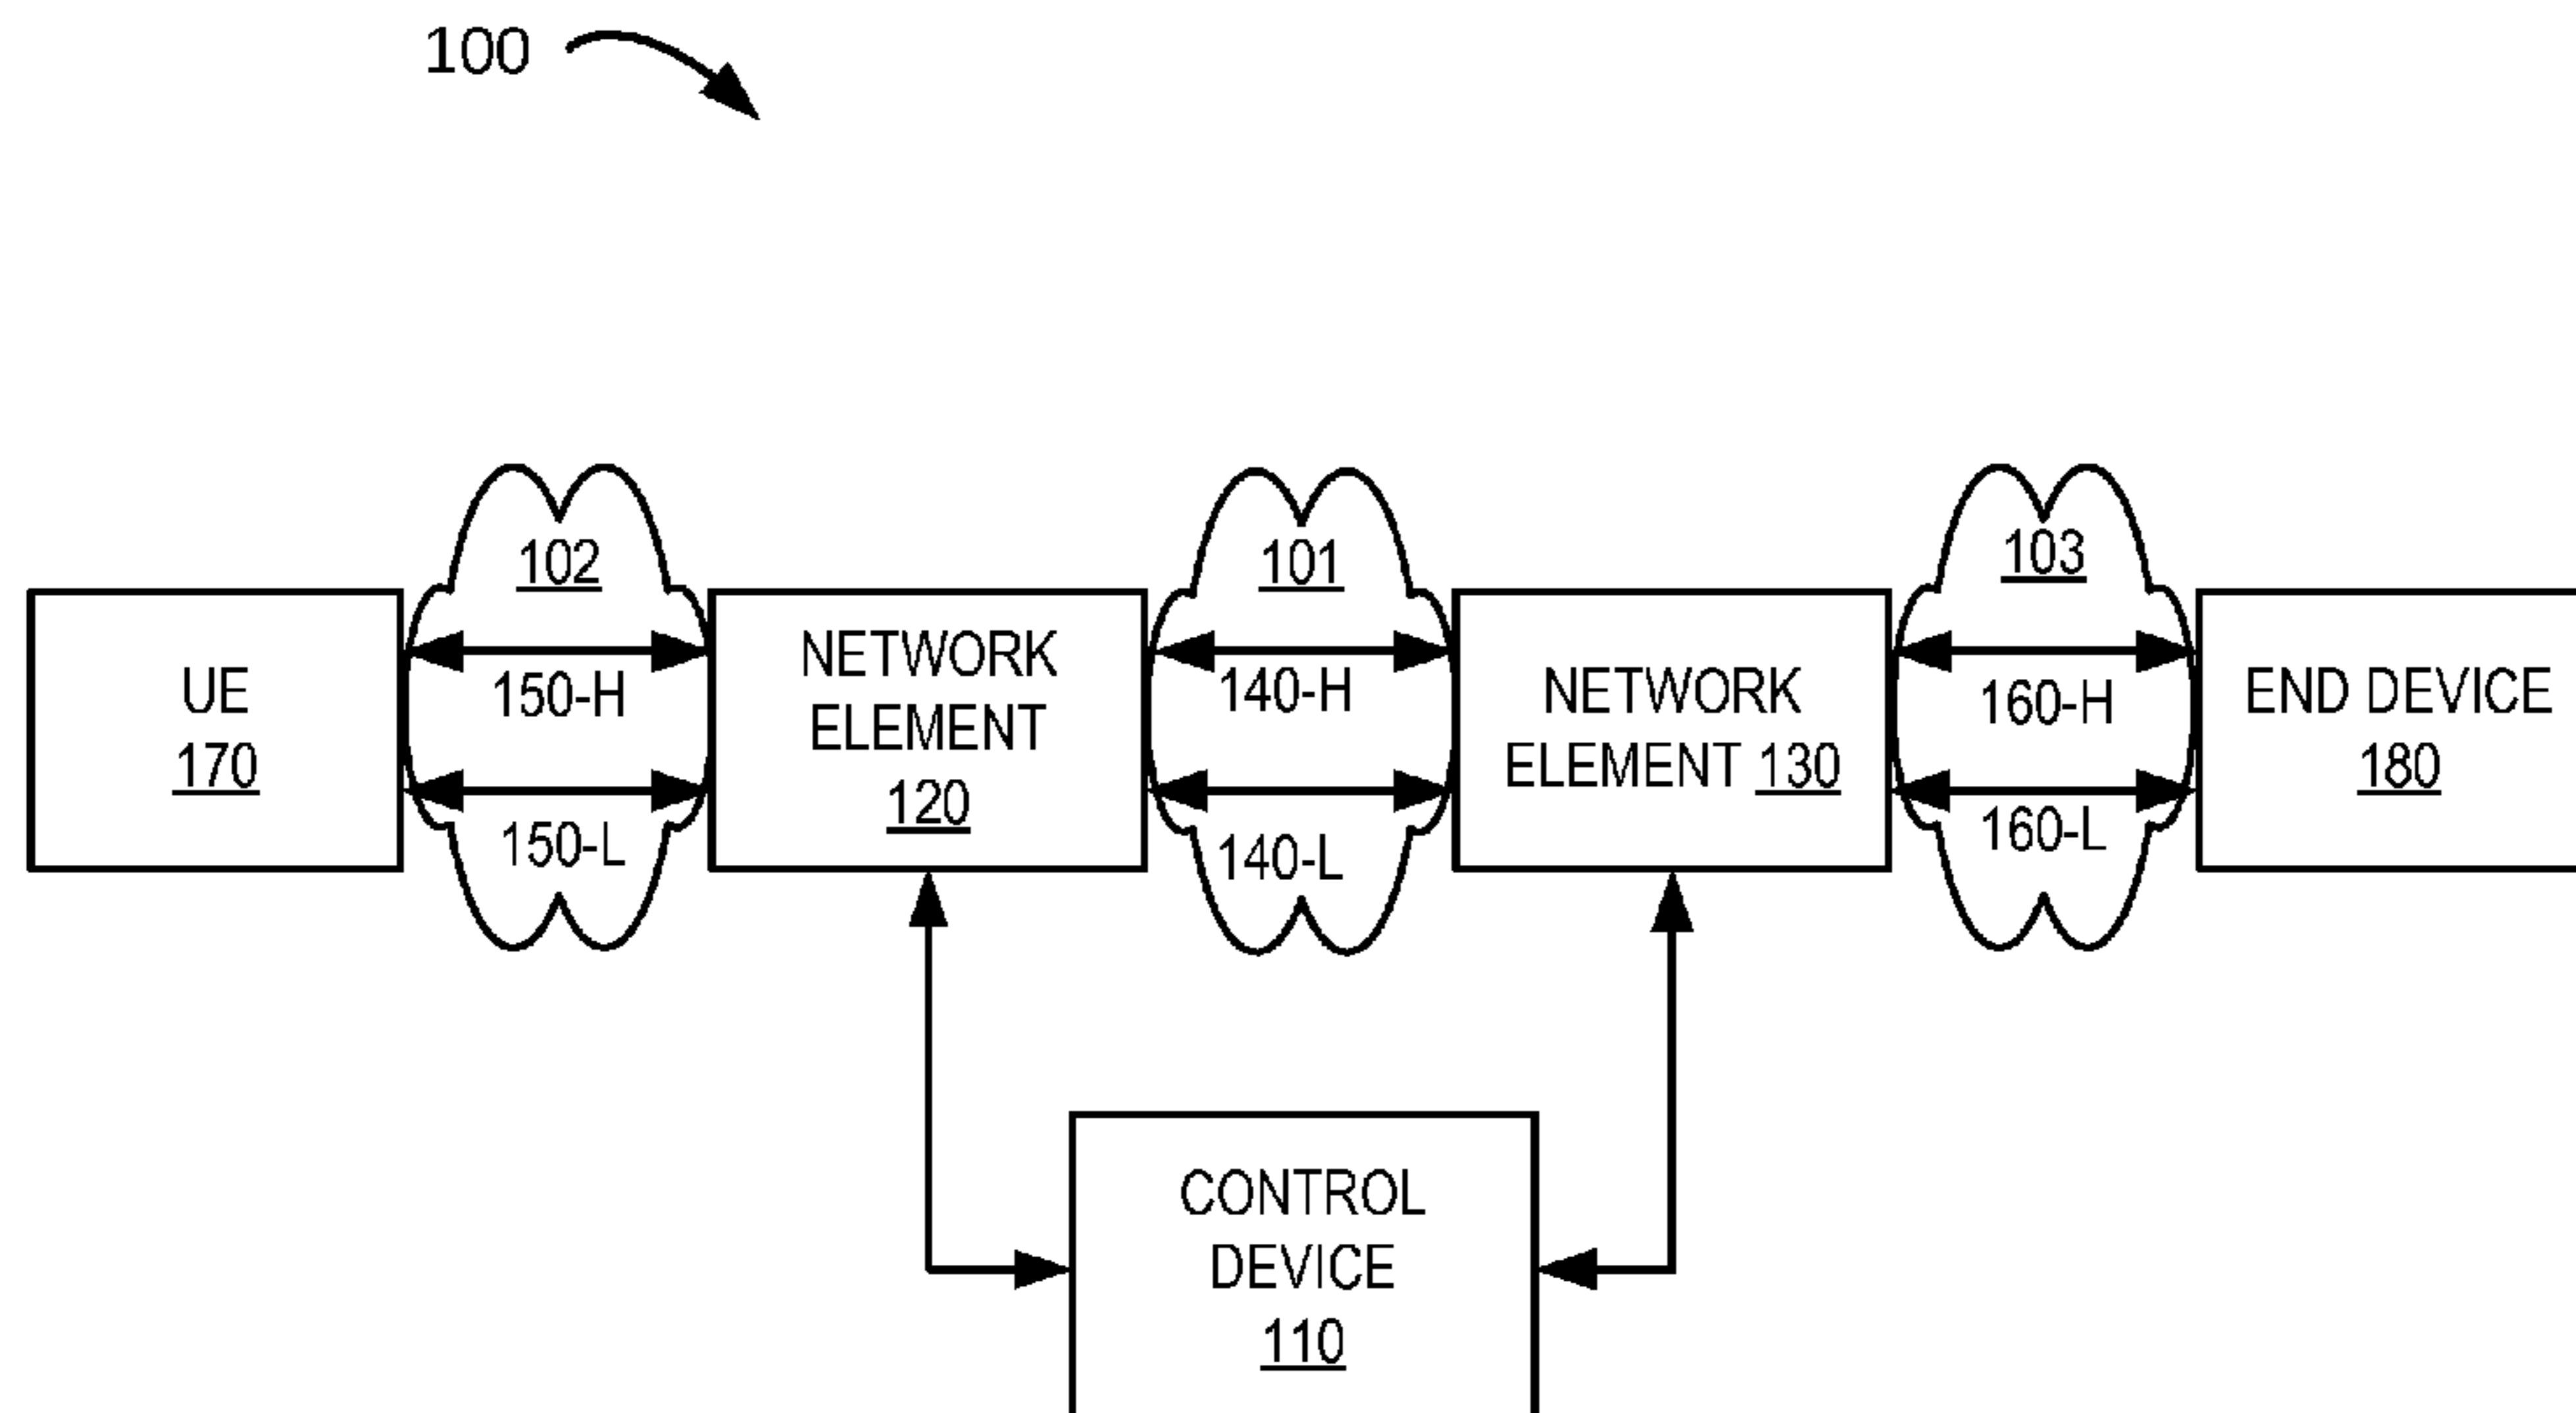 100
102
101
103
UE
170
150-H
150-L
NETWORK
ELEMENT
120
140-H
140-L
NETWORK
ELEMENT 130
160-H
160-L
END DEVICE
180
CONTROL
DEVICE
110